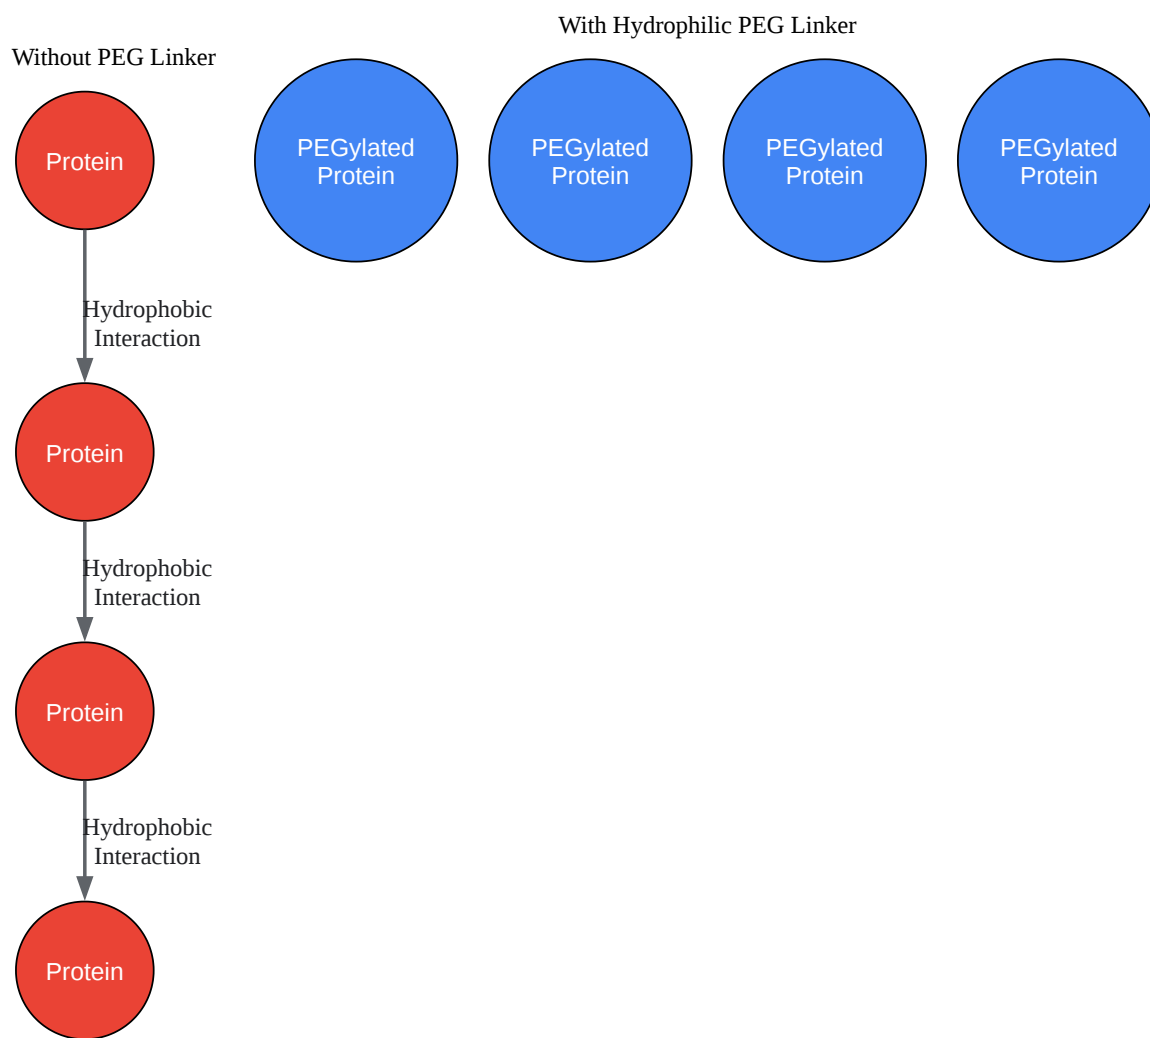 With Hydrophilic PEG Linker
Without PEG Linker
Protein
PEGylated
Protein
PEGylated
Protein
PEGylated
Protein
PEGylated
Protein
Hydrophobic
Interaction
Protein
Hydrophobic
Interaction
Protein
Hydrophobic
Interaction
Protein